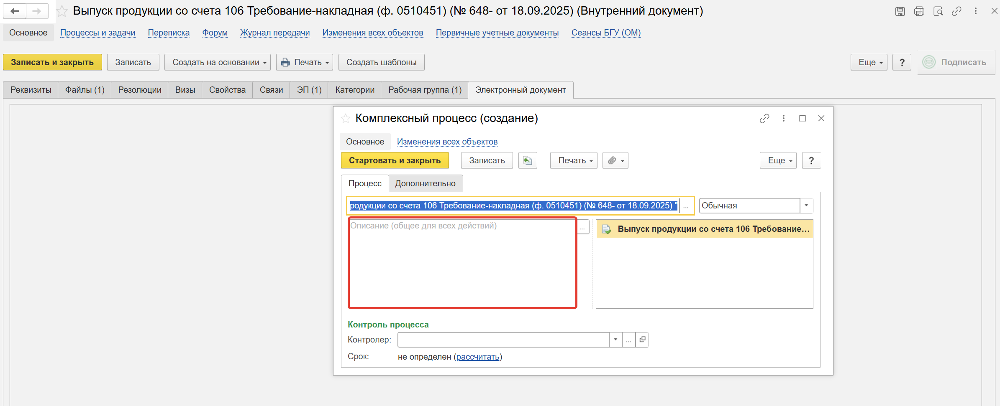 Выпуск продукции со счета 106 Требование-накладная (ф. 0510451) (№ 648- от 18.09.2025) (Внутренний документ)
Основное Процессы и задачи Переписка Форум Журнал передачи Изменения всех объектов Первичные учетные документы Сеансы БГУ (ОМ)
Записать и закрыть Записать Создать на основании Печать Создать шаблоны Еще ? Подписать
Реквизиты Файлы (1) Резолюции Визы Свойства Связи ЭП (1) Категории Рабочая группа (1) Электронный документ
Комплексный процесс (создание)
Основное Изменения всех объектов
Стартовать и закрыть Записать Печать Еще ?
Процесс Дополнительно
родукции со счета 106 Требование-накладная (ф. 0510451) (№ 648- от 18.09.2025) " ... Обычная
Описание (общее для всех действий) ... Выпуск продукции со счета 106 Требование...
Контроль процесса
Контролер: ...
Срок: не определен (рассчитать)